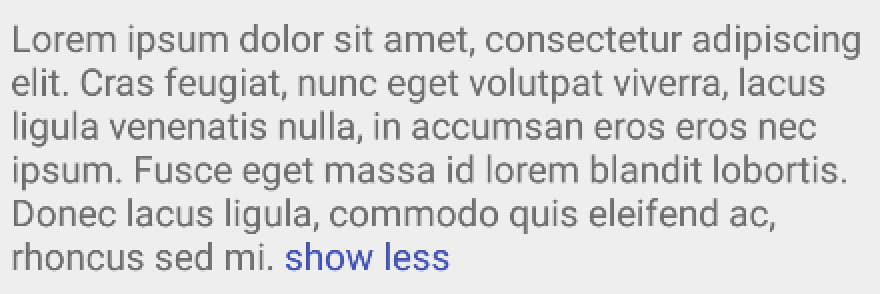 Lorem ipsum dolor sit amet, consectetur adipiscing
elit. Cras feugiat, nunc eget volutpat viverra, lacus
ligula venenatis nulla, in accumsan eros eros nec
ipsum. Fusce eget massa id lorem blandit lobortis.
Donec lacus ligula, commodo quis eleifend ac,
rhoncus sed mi. show less